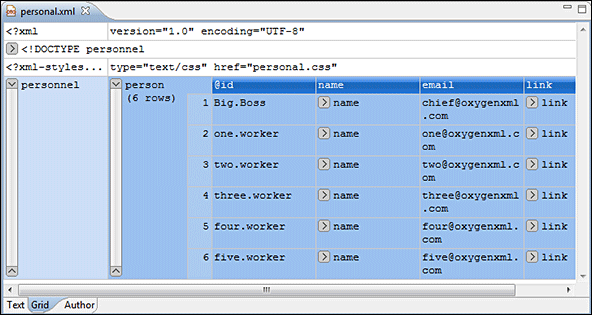 personal.xml
<?xml version="1.0" encoding="UTF-8"
<!DOCTYPE personnel
<?xml-styles... type="text/css" href="personal.css"
personnel person @id name email link
(6 rows)
1 Big.Boss name chief@oxygenxml
.com link
2 one.worker name one@oxygenxml.c
om link
3 two.worker name two@oxygenxml.c
om link
4 three.worker name three@oxygenxml
.com link
5 four.worker name four@oxygenxml.
com link
6 five.worker name five@oxygenxml.
com link
Text Grid Author